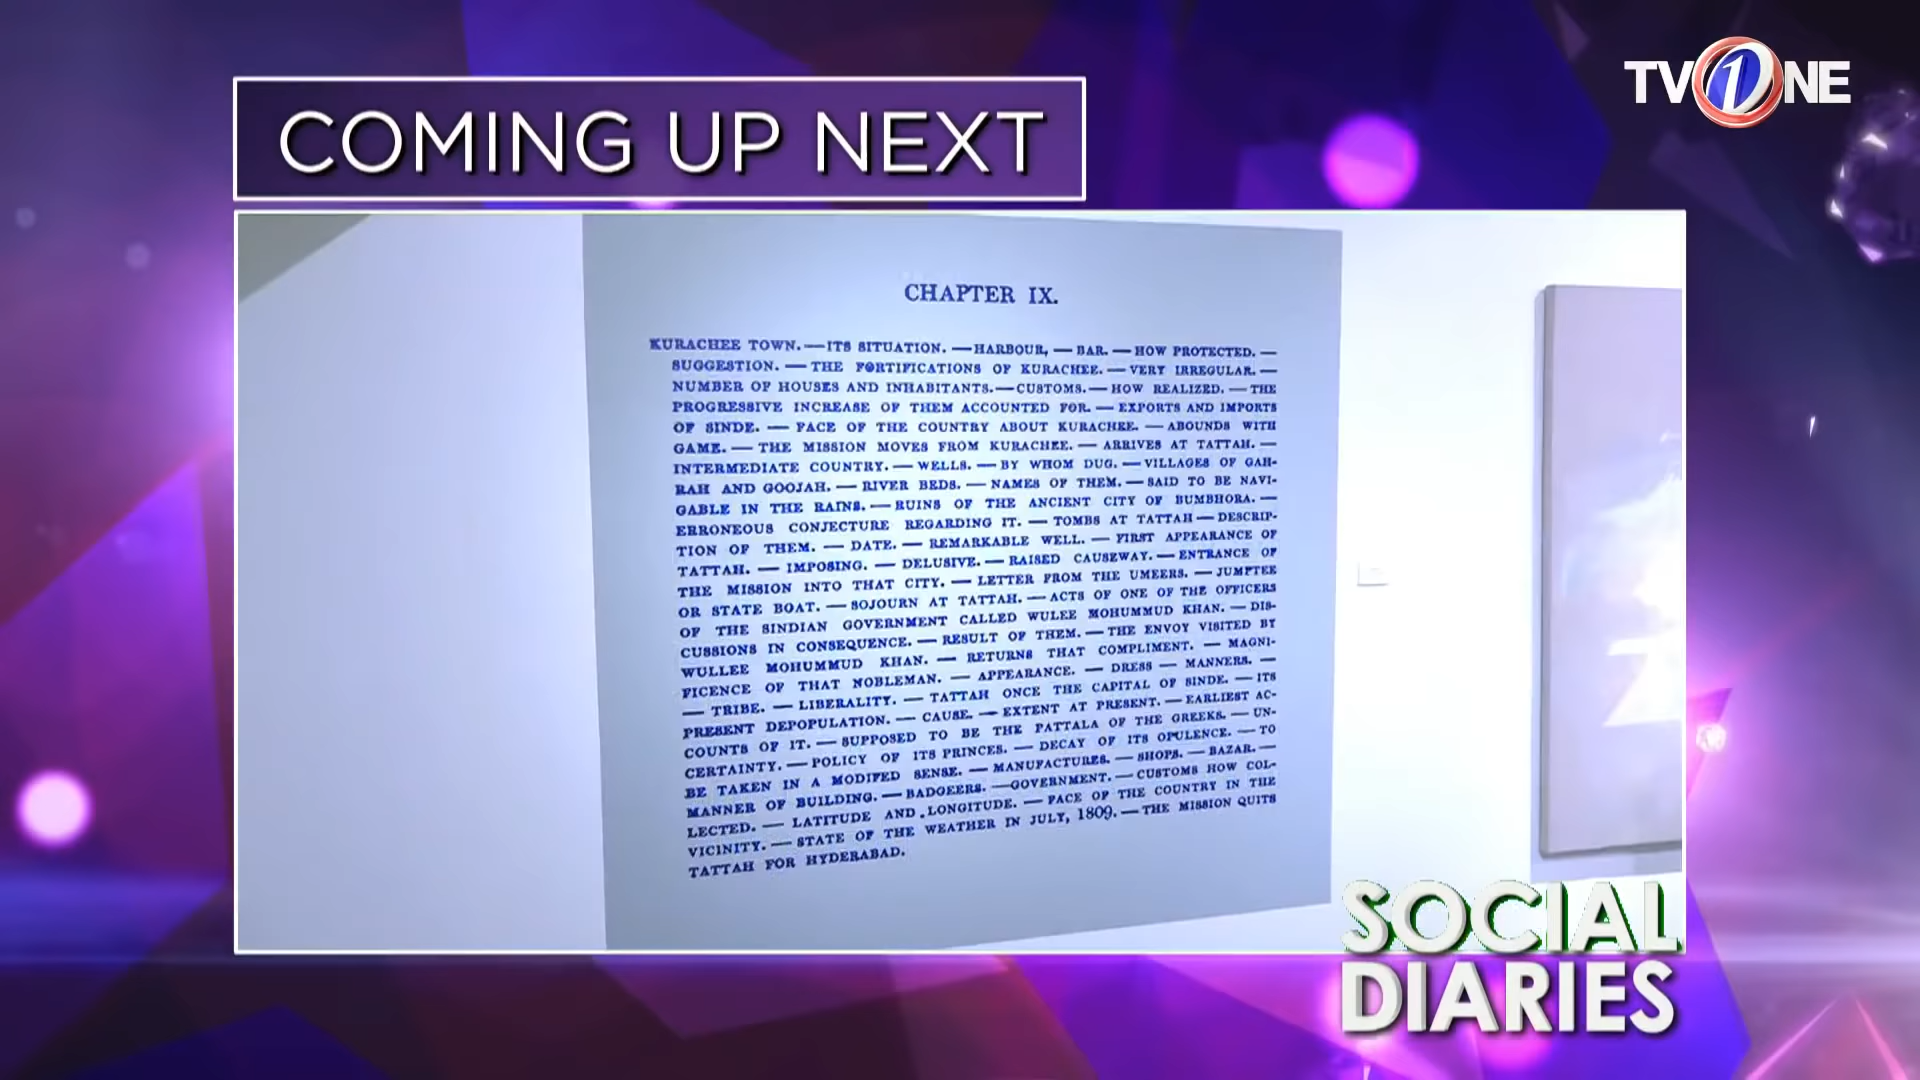 COMING UP NEXT
TV1ONE
CHAPTER IX.
KURACHEE TOWN. — ITS SITUATION. — HARBOUR, — BAR. — HOW PROTECTED. —
SUGGESTION. — THE FORTIFICATIONS OF KURACHEE. — VERY IRREGULAR. —
NUMBER OF HOUSES AND INHABITANTS. — CUSTOMS. — HOW REALIZED. — THE
PROGRESSIVE INCREASE OF THEM ACCOUNTED FOR. — EXPORTS AND IMPORTS
OF SINDE. — FACE OF THE COUNTRY ABOUT KURACHEE. — ABOUNDS WITH
GAME. — THE MISSION MOVES FROM KURACHEE. — ARRIVES AT TATTAH. —
INTERMEDIATE COUNTRY. — WELLS. — BY WHOM DUG. — VILLAGES OF GAH-
RAH AND GOOJAH. — RIVER BEDS. — NAMES OF THEM. — SAID TO BE NAVI-
GABLE IN THE RAINS. — RUINS OF THE ANCIENT CITY OF BUMBHORA. —
ERRONEOUS CONJECTURE REGARDING IT. — TOMBS AT TATTAH — DESCRIP-
TION OF THEM. — DATE. — REMARKABLE WELL. — FIRST APPEARANCE OF
TATTAH. — IMPOSING. — DELUSIVE. — RAISED CAUSEWAY. — ENTRANCE OF
THE MISSION INTO THAT CITY. — LETTER FROM THE UMEERS. — JUMPTEE
OR STATE BOAT. — SOJOURN AT TATTAH. — ACTS OF ONE OF THE OFFICERS
OF THE SINDIAN GOVERNMENT CALLED WULEE MOHUMMUD KHAN. — DIS-
CUSSIONS IN CONSEQUENCE. — RESULT OF THEM. — THE ENVOY VISITED BY
WULLEE MOHUMMUD KHAN. — RETURNS THAT COMPLIMENT. — MAGNI-
FICENCE OF THAT NOBLEMAN. — APPEARANCE. — DRESS — MANNERS. —
— TRIBE. — LIBERALITY. — TATTAH ONCE THE CAPITAL OF SINDE. — ITS
PRESENT DEPOPULATION. — CAUSE. — EXTENT AT PRESENT. — EARLIEST AC-
COUNTS OF IT. — SUPPOSED TO BE THE PATTALA OF THE GREEKS. — UN-
CERTAINTY. — POLICY OF ITS PRINCES. — DECAY OF ITS OPULENCE. — TO
BE TAKEN IN A MODIFED SENSE. — MANUFACTURES. — SHOPS. — BAZAR. —
MANNER OF BUILDING. — BADGEERS. — GOVERNMENT. — CUSTOMS HOW COL-
LECTED. — LATITUDE AND LONGITUDE. — FACE OF THE COUNTRY IN THE
VICINITY. — STATE OF THE WEATHER IN JULY, 1809. — THE MISSION QUITS
TATTAH FOR HYDERABAD.
SOCIAL
DIARIES